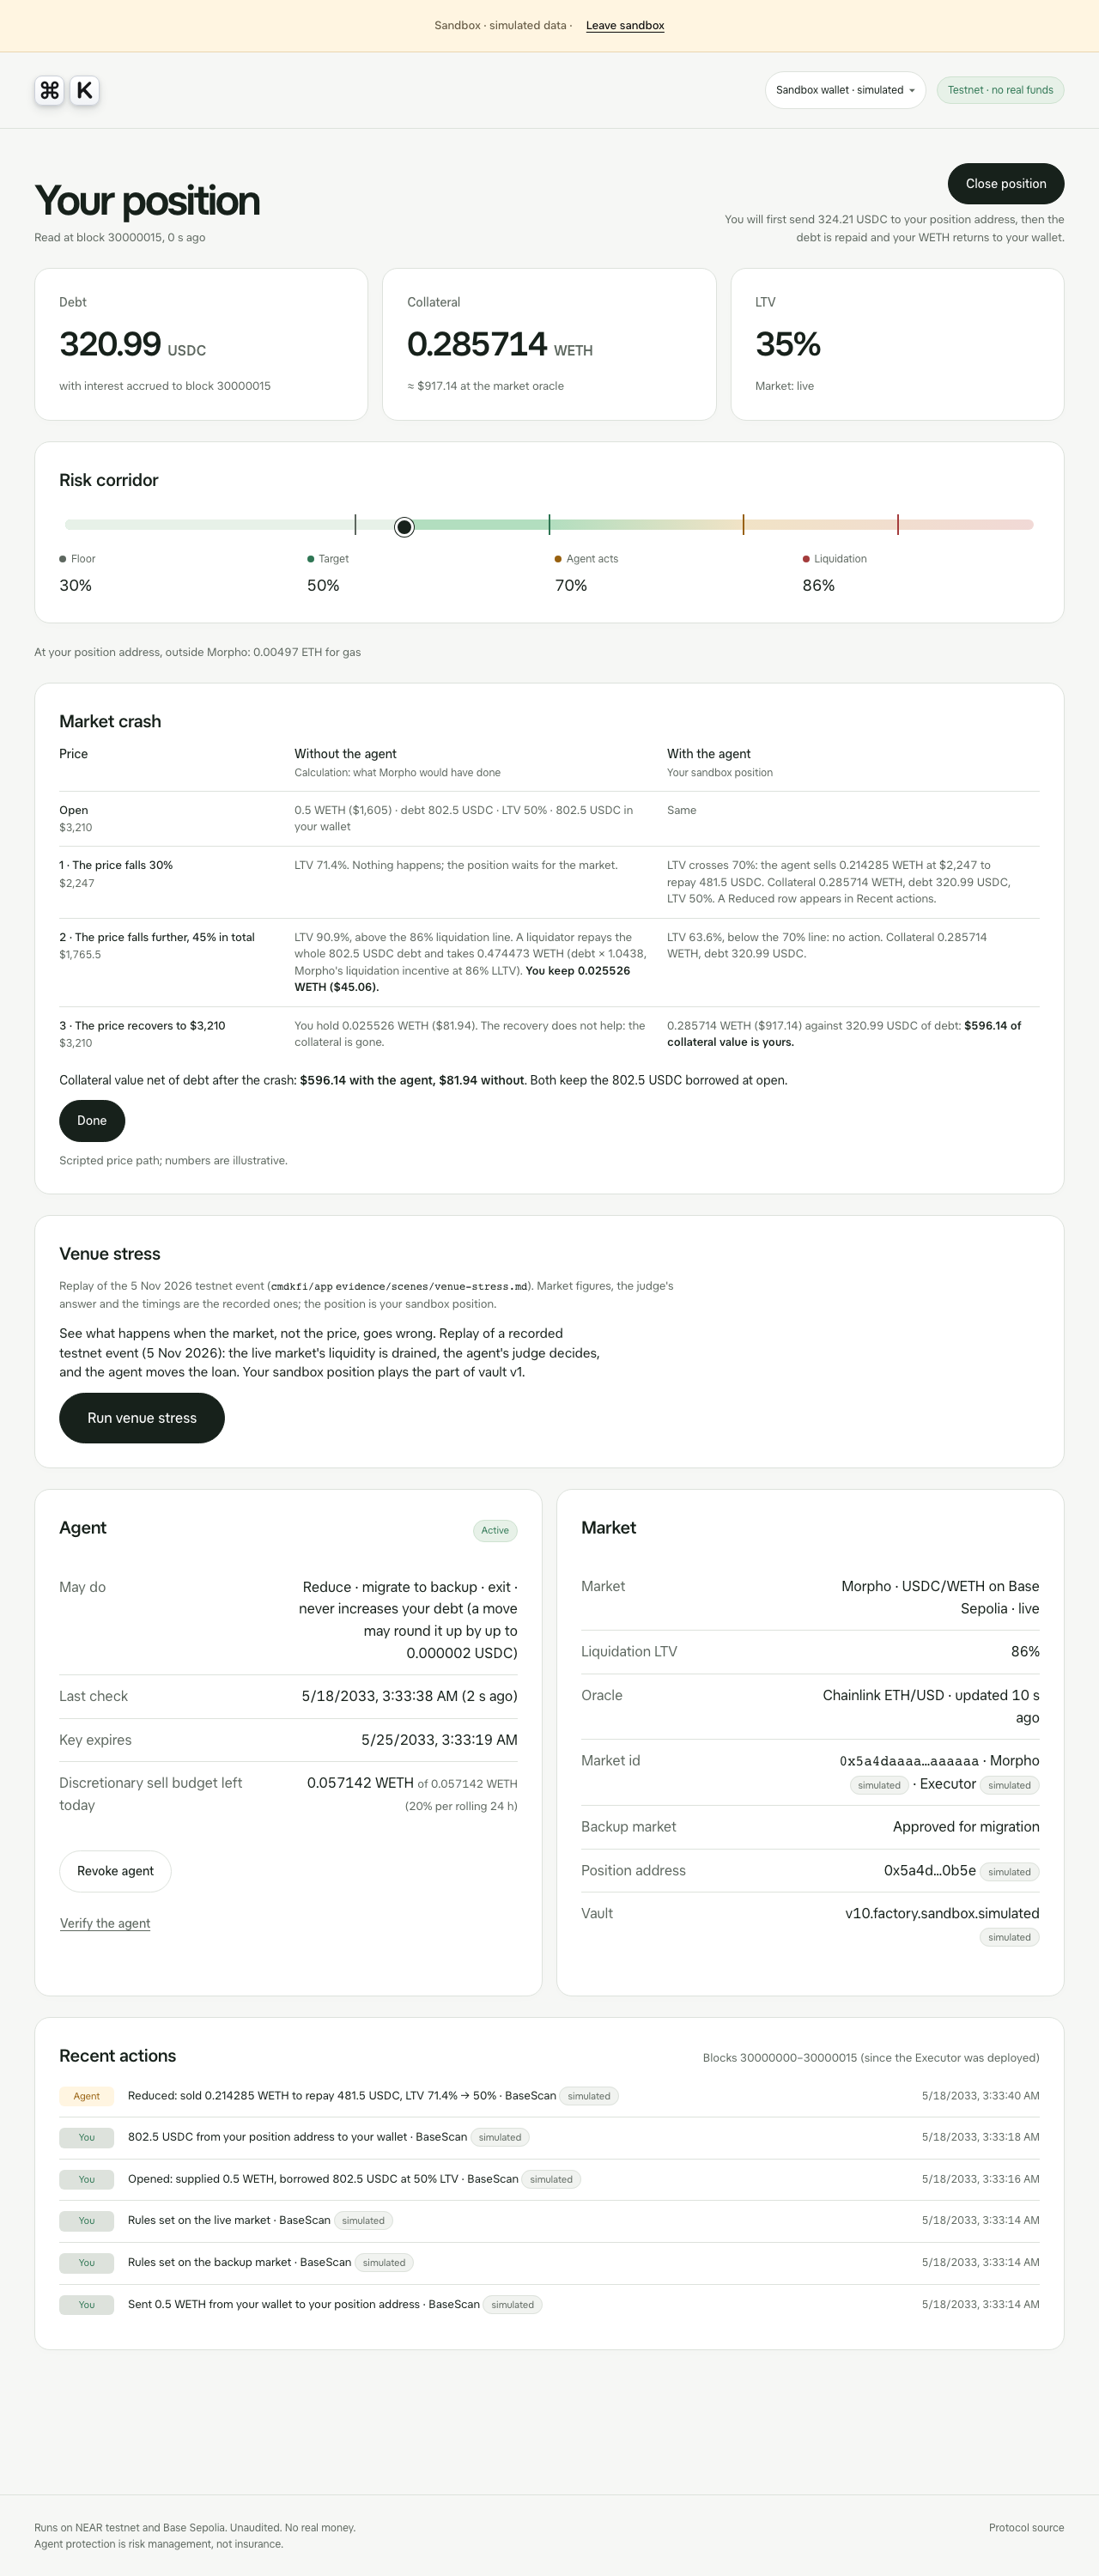 Sandbox · simulated data · Leave sandbox
⌘ K
Sandbox wallet · simulated
Testnet · no real funds
Your position
Close position
Read at block 30000015, 0 s ago
You will first send 324.21 USDC to your position address, then the
debt is repaid and your WETH returns to your wallet.
Debt
320.99 USDC
with interest accrued to block 30000015
Collateral
0.285714 WETH
≈ $917.14 at the market oracle
LTV
35%
Market: live
Risk corridor
Floor
30%
Target
50%
Agent acts
70%
Liquidation
86%
At your position address, outside Morpho: 0.00497 ETH for gas
Market crash
Price
Without the agent
Calculation: what Morpho would have done
With the agent
Your sandbox position
Open
$3,210
0.5 WETH ($1,605) · debt 802.5 USDC · LTV 50% · 802.5 USDC in
your wallet
Same
1 · The price falls 30%
$2,247
LTV 71.4%. Nothing happens; the position waits for the market.
LTV crosses 70%: the agent sells 0.214285 WETH at $2,247 to
repay 481.5 USDC. Collateral 0.285714 WETH, debt 320.99 USDC,
LTV 50%. A Reduced row appears in Recent actions.
2 · The price falls further, 45% in total
$1,765.5
LTV 90.9%, above the 86% liquidation line. A liquidator repays the
whole 802.5 USDC debt and takes 0.474473 WETH (debt × 1.0438,
Morpho's liquidation incentive at 86% LLTV). You keep 0.025526
WETH ($45.06).
LTV 63.6%, below the 70% line: no action. Collateral 0.285714
WETH, debt 320.99 USDC.
3 · The price recovers to $3,210
$3,210
You hold 0.025526 WETH ($81.94). The recovery does not help: the
collateral is gone.
0.285714 WETH ($917.14) against 320.99 USDC of debt: $596.14 of
collateral value is yours.
Collateral value net of debt after the crash: $596.14 with the agent, $81.94 without. Both keep the 802.5 USDC borrowed at open.
Done
Scripted price path; numbers are illustrative.
Venue stress
Replay of the 5 Nov 2026 testnet event (cmdkfi/app evidence/scenes/venue-stress.md). Market figures, the judge's
answer and the timings are the recorded ones; the position is your sandbox position.
See what happens when the market, not the price, goes wrong. Replay of a recorded
testnet event (5 Nov 2026): the live market's liquidity is drained, the agent's judge decides,
and the agent moves the loan. Your sandbox position plays the part of vault v1.
Run venue stress
Agent
Active
May do
Reduce · migrate to backup · exit ·
never increases your debt (a move
may round it up by up to
0.000002 USDC)
Last check
5/18/2033, 3:33:38 AM (2 s ago)
Key expires
5/25/2033, 3:33:19 AM
Discretionary sell budget left
today
0.057142 WETH of 0.057142 WETH
(20% per rolling 24 h)
Revoke agent
Verify the agent
Market
Market
Morpho · USDC/WETH on Base
Sepolia · live
Liquidation LTV
86%
Oracle
Chainlink ETH/USD · updated 10 s
ago
Market id
0x5a4daaaa…aaaaaa · Morpho
simulated · Executor simulated
Backup market
Approved for migration
Position address
0x5a4d…0b5e simulated
Vault
v10.factory.sandbox.simulated
simulated
Recent actions
Blocks 30000000–30000015 (since the Executor was deployed)
Agent Reduced: sold 0.214285 WETH to repay 481.5 USDC, LTV 71.4% → 50% · BaseScan simulated 5/18/2033, 3:33:40 AM
You 802.5 USDC from your position address to your wallet · BaseScan simulated 5/18/2033, 3:33:18 AM
You Opened: supplied 0.5 WETH, borrowed 802.5 USDC at 50% LTV · BaseScan simulated 5/18/2033, 3:33:16 AM
You Rules set on the live market · BaseScan simulated 5/18/2033, 3:33:14 AM
You Rules set on the backup market · BaseScan simulated 5/18/2033, 3:33:14 AM
You Sent 0.5 WETH from your wallet to your position address · BaseScan simulated 5/18/2033, 3:33:14 AM
Runs on NEAR testnet and Base Sepolia. Unaudited. No real money.
Agent protection is risk management, not insurance.
Protocol source